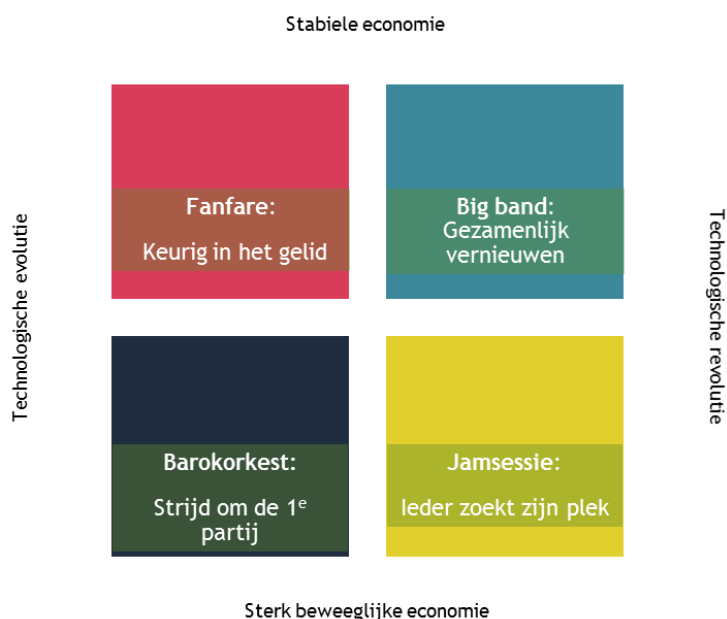 Stabiele economie
Technologische evolutie
Fanfare:
Keurig in het gelid
Big band:
Gezamenlijk
vernieuwen
Technologische revolutie
Barokorkest:
Strijd om de 1e
partij
Jamsessie:
Ieder zoekt zijn plek
Sterk beweeglijke economie